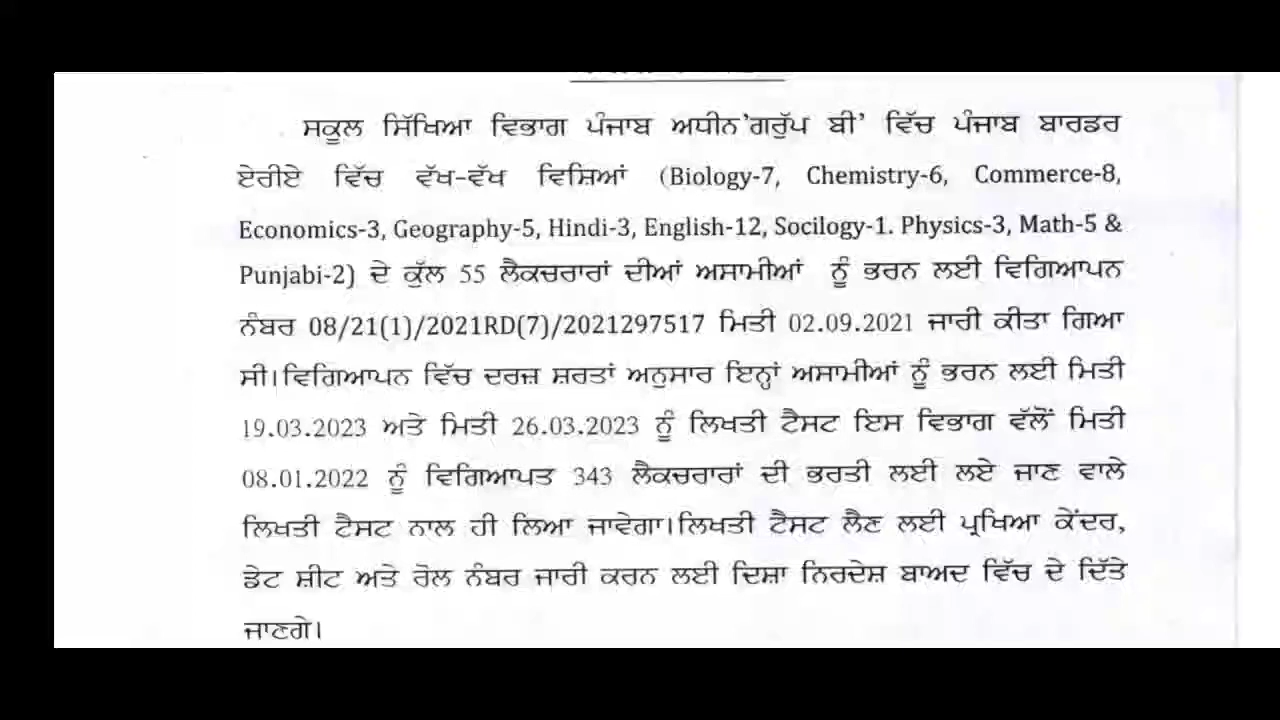 ਸਕੂਲ ਸਿੱਖਿਆ ਵਿਭਾਗ ਪੰਜਾਬ ਅਧੀਨ'ਗਰੁੱਪ ਬੀ' ਵਿੱਚ ਪੰਜਾਬ ਬਾਰਡਰ
ਏਰੀਏ ਵਿੱਚ ਵੱਖ-ਵੱਖ ਵਿਸ਼ਿਆਂ (Biology-7, Chemistry-6, Commerce-8,
Economics-3, Geography-5, Hindi-3, English-12, Socilogy-1. Physics-3, Math-5 &
Punjabi-2) ਦੇ ਕੁੱਲ 55 ਲੈਕਚਰਾਰਾਂ ਦੀਆਂ ਅਸਾਮੀਆਂ ਨੂੰ ਭਰਨ ਲਈ ਵਿਗਿਆਪਨ
ਨੰਬਰ 08/21(1)/2021RD(7)/2021297517 ਮਿਤੀ 02.09.2021 ਜਾਰੀ ਕੀਤਾ ਗਿਆ
ਸੀ।ਵਿਗਿਆਪਨ ਵਿੱਚ ਦਰਜ਼ ਸ਼ਰਤਾਂ ਅਨੁਸਾਰ ਇਨ੍ਹਾਂ ਅਸਾਮੀਆਂ ਨੂੰ ਭਰਨ ਲਈ ਮਿਤੀ
19.03.2023 ਅਤੇ ਮਿਤੀ 26.03.2023 ਨੂੰ ਲਿਖਤੀ ਟੈਸਟ ਇਸ ਵਿਭਾਗ ਵੱਲੋਂ ਮਿਤੀ
08.01.2022 ਨੂੰ ਵਿਗਿਆਪਤ 343 ਲੈਕਚਰਾਰਾਂ ਦੀ ਭਰਤੀ ਲਈ ਲਏ ਜਾਣ ਵਾਲੇ
ਲਿਖਤੀ ਟੈਸਟ ਨਾਲ ਹੀ ਲਿਆ ਜਾਵੇਗਾ।ਲਿਖਤੀ ਟੈਸਟ ਲੈਣ ਲਈ ਪ੍ਰਖਿਆ ਕੇਂਦਰ,
ਡੇਟ ਸ਼ੀਟ ਅਤੇ ਰੋਲ ਨੰਬਰ ਜਾਰੀ ਕਰਨ ਲਈ ਦਿਸ਼ਾ ਨਿਰਦੇਸ਼ ਬਾਅਦ ਵਿੱਚ ਦੇ ਦਿੱਤੇ
ਜਾਣਗੇ।